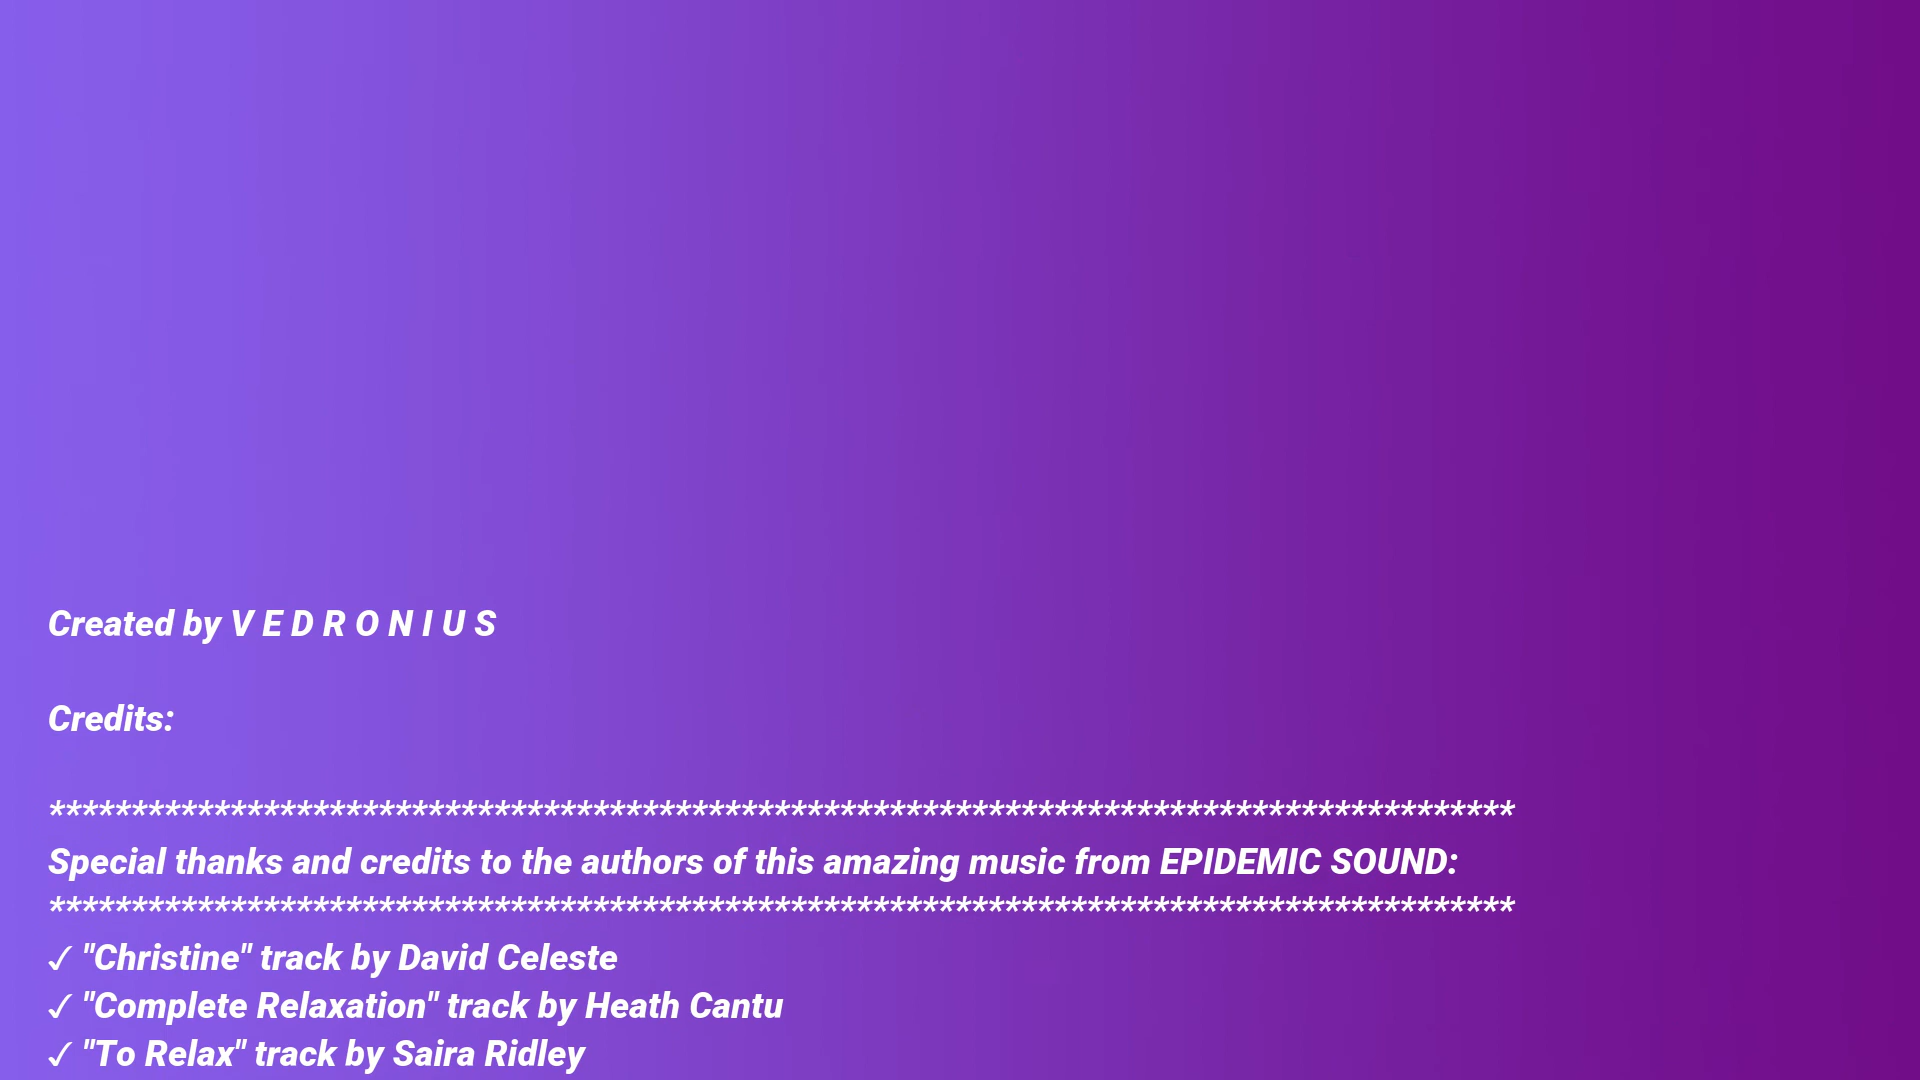 Created by V E D R O N I U S
Credits:
*****************************************************************************************
Special thanks and credits to the authors of this amazing music from EPIDEMIC SOUND:
*****************************************************************************************
✓ "Christine" track by David Celeste
✓ "Complete Relaxation" track by Heath Cantu
✓ "To Relax" track by Saira Ridley